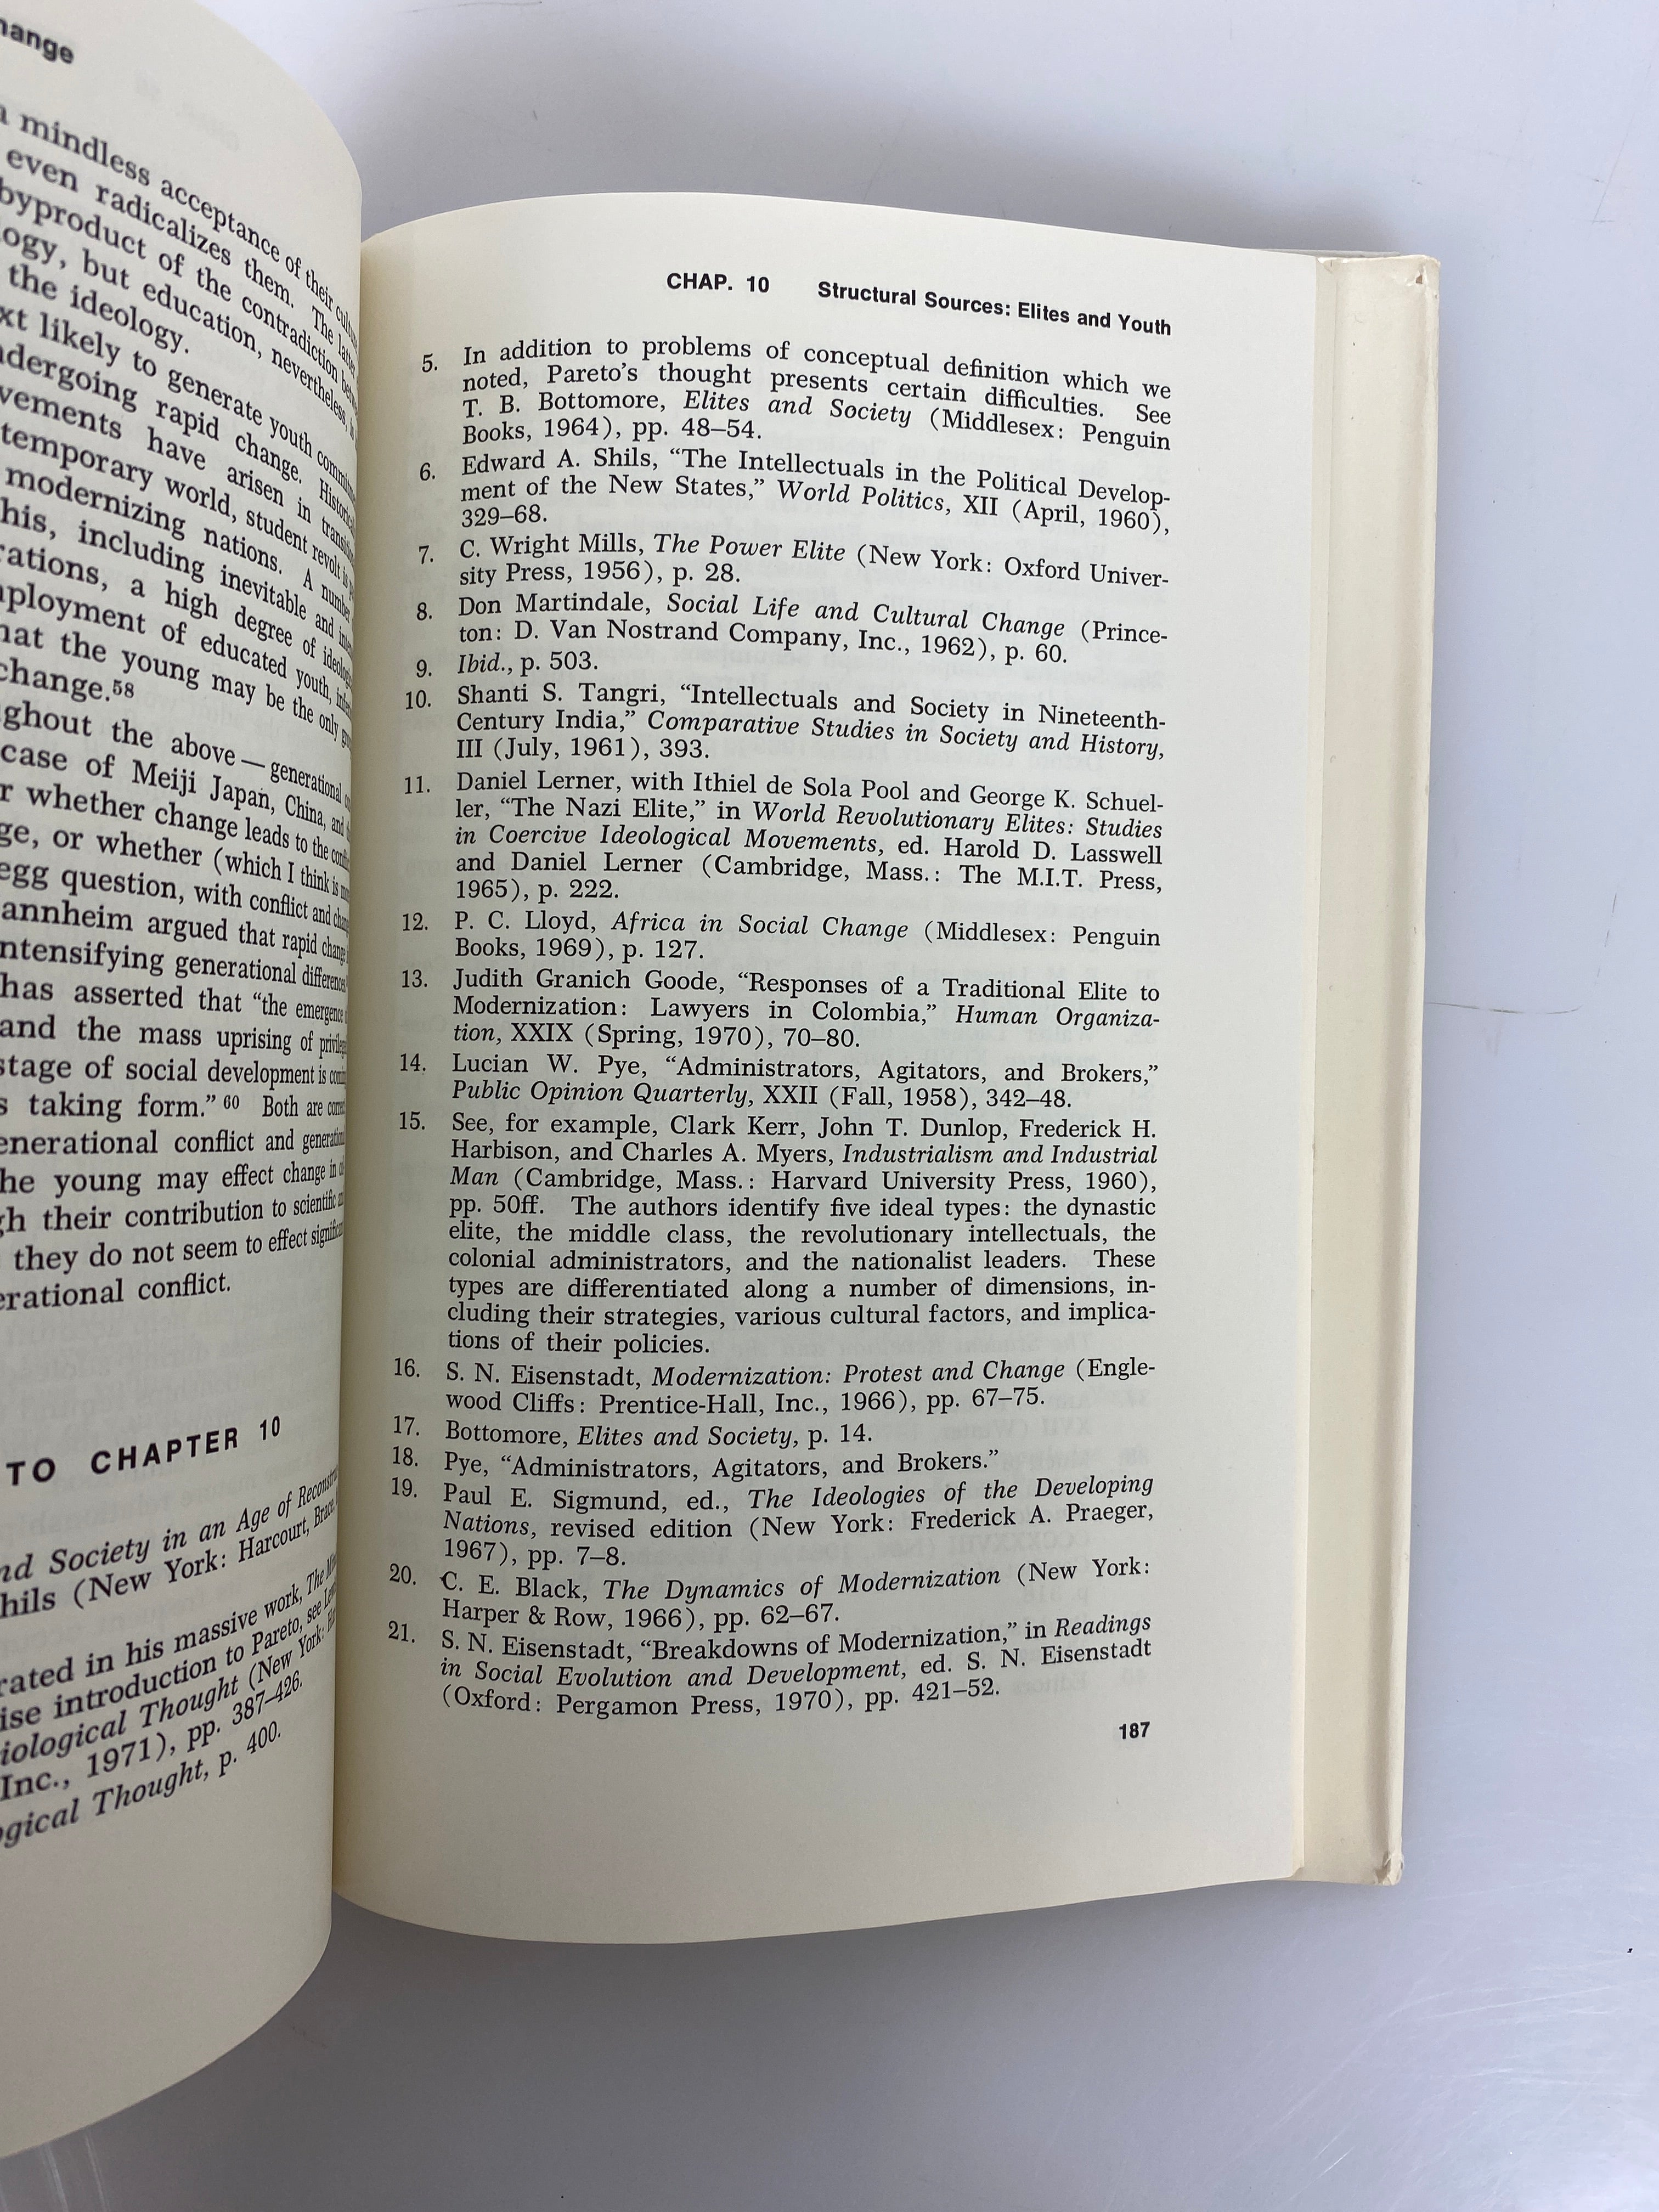 hange
mindless acceptance of their
even radicalizes them. The
byproduct of the contradiction
ogy, but education, nevertheless,
the ideology.
xt likely to generate youth
ndergoing rapid change.
vements have arisen in
temporary world, student revolt is
modernizing nations. A number
his, including inevitable and
rations, a high degree of
ployment of educated youth,
hat the young may be the only
change.58
ghout the above — generational
case of Meiji Japan, China, and
r whether change leads to the
ge, or whether (which I think is
egg question, with conflict and
annheim argued that rapid change
ntensifying generational
has asserted that “the emergence
and the mass uprising of
stage of social development is
s taking form.” 60 Both are
enerational conflict and
he young may effect change in
gh their contribution to scientific
they do not seem to effect
erational conflict.
TO CHAPTER 10
nd Society in an Age of
hils (New York: Harcourt,
rated in his massive work, The
ise introduction to Pareto, see
iological Thought (New York:
Inc., 1971), pp. 387–426.
ogical Thought, p. 400.
CHAP. 10 Structural Sources: Elites and Youth
5. In addition to problems of conceptual definition which we
noted, Pareto’s thought presents certain difficulties. See
T. B. Bottomore, Elites and Society (Middlesex: Penguin
Books, 1964), pp. 48–54.
6. Edward A. Shils, “The Intellectuals in the Political Develop-
ment of the New States,” World Politics, XII (April, 1960),
329–68.
7. C. Wright Mills, The Power Elite (New York: Oxford Univer-
sity Press, 1956), p. 28.
8. Don Martindale, Social Life and Cultural Change (Prince-
ton: D. Van Nostrand Company, Inc., 1962), p. 60.
9. Ibid., p. 503.
10. Shanti S. Tangri, “Intellectuals and Society in Nineteenth-
Century India,” Comparative Studies in Society and History,
III (July, 1961), 393.
11. Daniel Lerner, with Ithiel de Sola Pool and George K. Schuel-
ler, “The Nazi Elite,” in World Revolutionary Elites: Studies
in Coercive Ideological Movements, ed. Harold D. Lasswell
and Daniel Lerner (Cambridge, Mass.: The M.I.T. Press,
1965), p. 222.
12. P. C. Lloyd, Africa in Social Change (Middlesex: Penguin
Books, 1969), p. 127.
13. Judith Granich Goode, “Responses of a Traditional Elite to
Modernization: Lawyers in Colombia,” Human Organiza-
tion, XXIX (Spring, 1970), 70–80.
14. Lucian W. Pye, “Administrators, Agitators, and Brokers,”
Public Opinion Quarterly, XXII (Fall, 1958), 342–48.
15. See, for example, Clark Kerr, John T. Dunlop, Frederick H.
Harbison, and Charles A. Myers, Industrialism and Industrial
Man (Cambridge, Mass.: Harvard University Press, 1960),
pp. 50ff. The authors identify five ideal types: the dynastic
elite, the middle class, the revolutionary intellectuals, the
colonial administrators, and the nationalist leaders. These
types are differentiated along a number of dimensions, in-
cluding their strategies, various cultural factors, and implica-
tions of their policies.
16. S. N. Eisenstadt, Modernization: Protest and Change (Engle-
wood Cliffs: Prentice-Hall, Inc., 1966), pp. 67–75.
17. Bottomore, Elites and Society, p. 14.
18. Pye, “Administrators, Agitators, and Brokers.”
19. Paul E. Sigmund, ed., The Ideologies of the Developing
Nations, revised edition (New York: Frederick A. Praeger,
1967), pp. 7–8.
20. C. E. Black, The Dynamics of Modernization (New York:
Harper & Row, 1966), pp. 62–67.
21. S. N. Eisenstadt, “Breakdowns of Modernization,” in Readings
in Social Evolution and Development, ed. S. N. Eisenstadt
(Oxford: Pergamon Press, 1970), pp. 421–52.
187